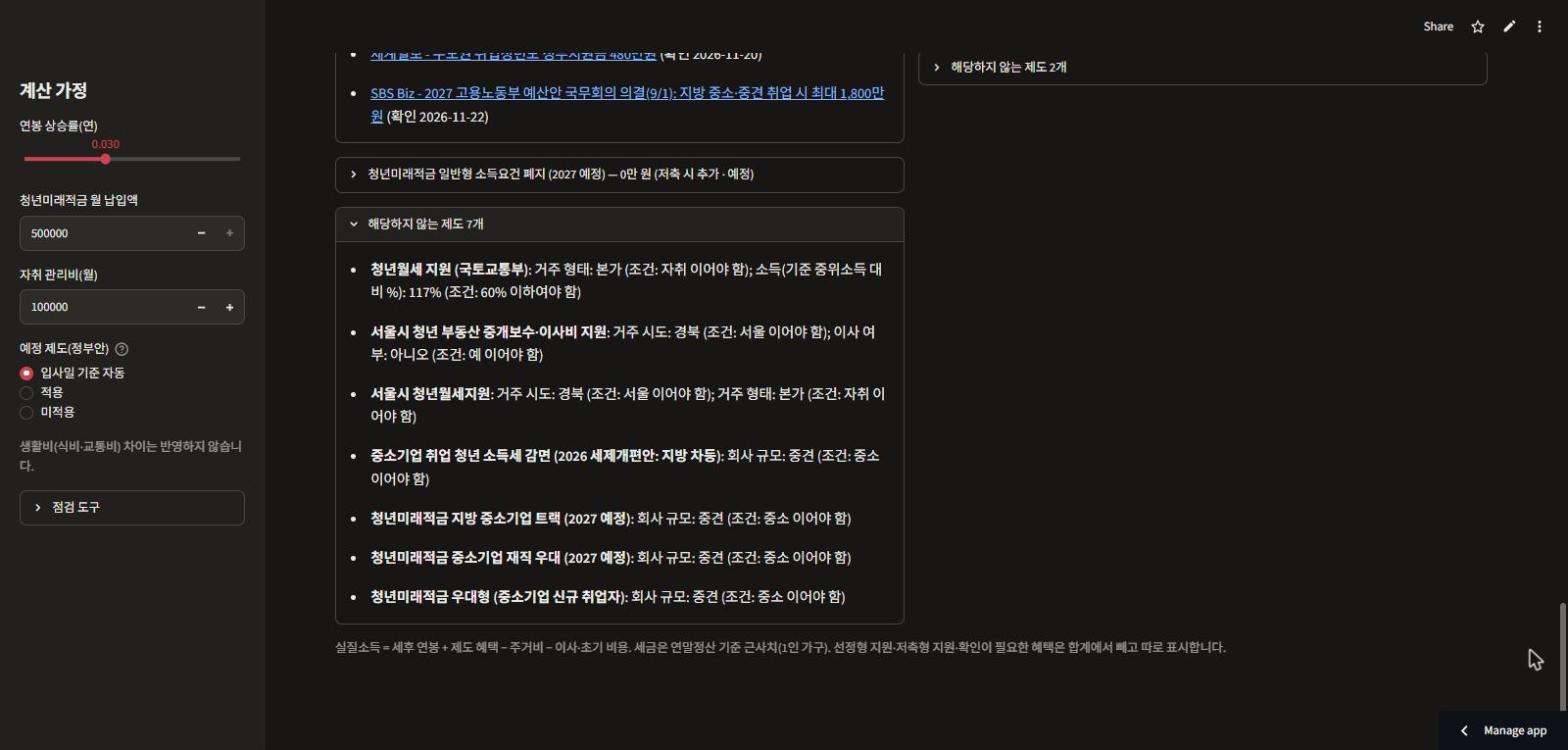 Share
계산 가정
연봉 상승률(연)
0.030
청년미래적금 월 납입액
500000
자취 관리비(월)
100000
예정 제도(정부안)
입사일 기준 자동
적용
미적용
생활비(식비·교통비) 차이는 반영하지 않습니
다.
점검 도구
(확인 2026-11-20)
SBS Biz - 2027 고용노동부 예산안 국무회의 의결(9/1): 지방 중소·중견 취업 시 최대 1,800만
원 (확인 2026-11-22)
청년미래적금 일반형 소득요건 폐지 (2027 예정) — 0만 원 (저축 시 추가 · 예정)
해당하지 않는 제도 7개
청년월세 지원 (국토교통부): 거주 형태: 본가 (조건: 자취 이어야 함); 소득(기준 중위소득 대
비 %): 117% (조건: 60% 이하여야 함)
서울시 청년 부동산 중개보수·이사비 지원: 거주 시도: 경북 (조건: 서울 이어야 함); 이사 여
부: 아니오 (조건: 예 이어야 함)
서울시 청년월세지원: 거주 시도: 경북 (조건: 서울 이어야 함); 거주 형태: 본가 (조건: 자취 이
어야 함)
중소기업 취업 청년 소득세 감면 (2026 세제개편안: 지방 차등): 회사 규모: 중견 (조건: 중소
이어야 함)
청년미래적금 지방 중소기업 트랙 (2027 예정): 회사 규모: 중견 (조건: 중소 이어야 함)
청년미래적금 중소기업 재직 우대 (2027 예정): 회사 규모: 중견 (조건: 중소 이어야 함)
청년미래적금 우대형 (중소기업 신규 취업자): 회사 규모: 중견 (조건: 중소 이어야 함)
해당하지 않는 제도 2개
실질소득 = 세후 연봉 + 제도 혜택 − 주거비 − 이사·초기 비용. 세금은 연말정산 기준 근사치(1인 가구). 선정형 지원·저축형 지원·확인이 필요한 혜택은 합계에서 빼고 따로 표시합니다.
Manage app